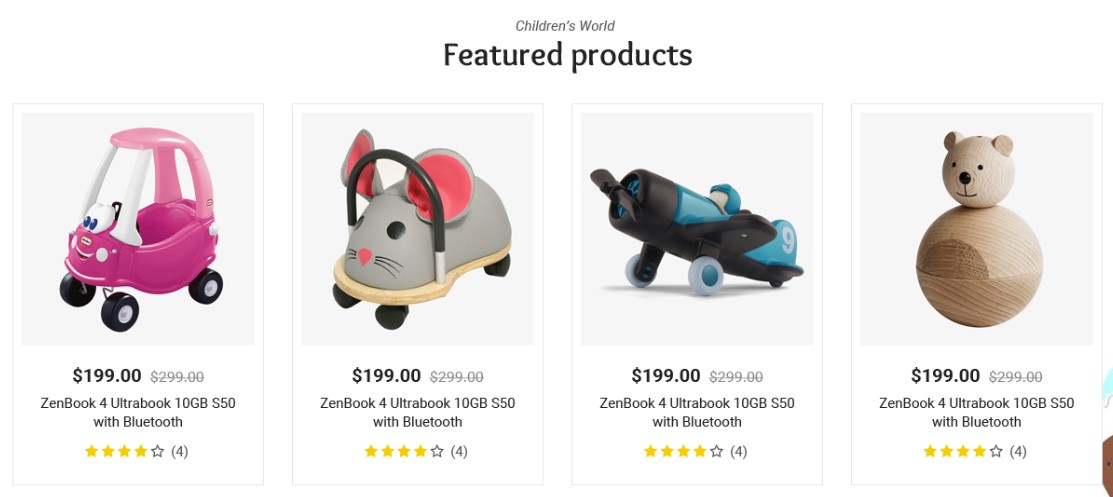 Children's World
Featured products
9
$199.00 $299.00
ZenBook 4 Ultrabook 10GB S50
with Bluetooth
(4)
$199.00 $299.00
ZenBook 4 Ultrabook 10GB S50
with Bluetooth
(4)
$199.00 $299.00
ZenBook 4 Ultrabook 10GB S50
with Bluetooth
(4)
$199.00 $299.00
ZenBook 4 Ultrabook 10GB S50
with Bluetooth
(4)